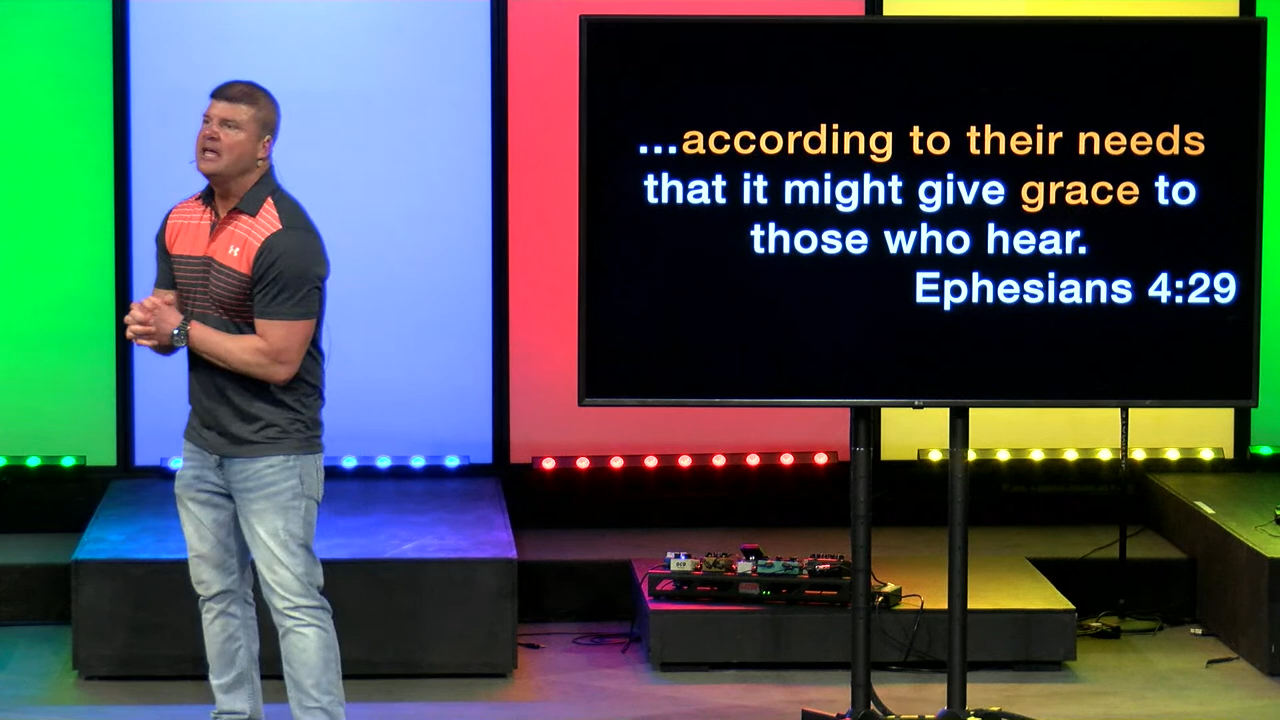 ...according to their needs
that it might give grace to
those who hear.
Ephesians 4:29